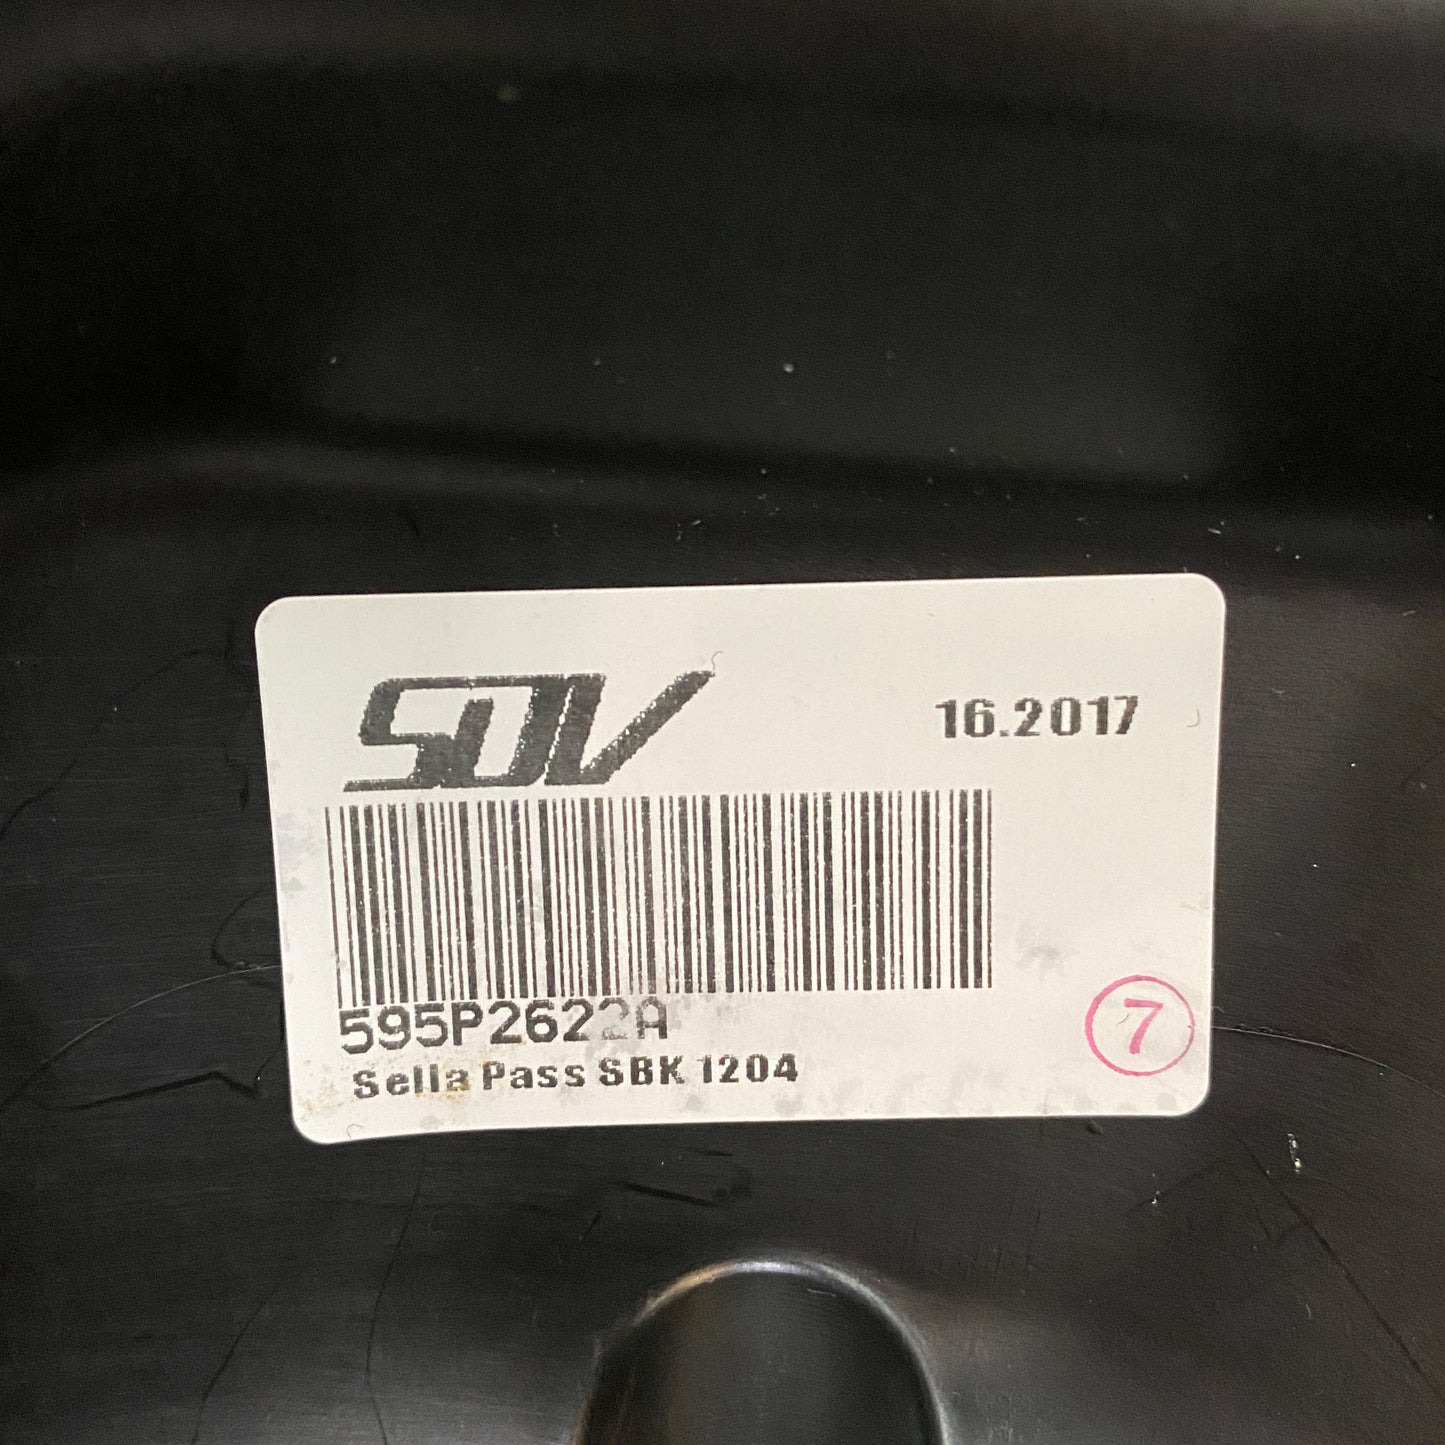 SDV
16.2017
595P2622A
Sella Pass SBK 1204
7